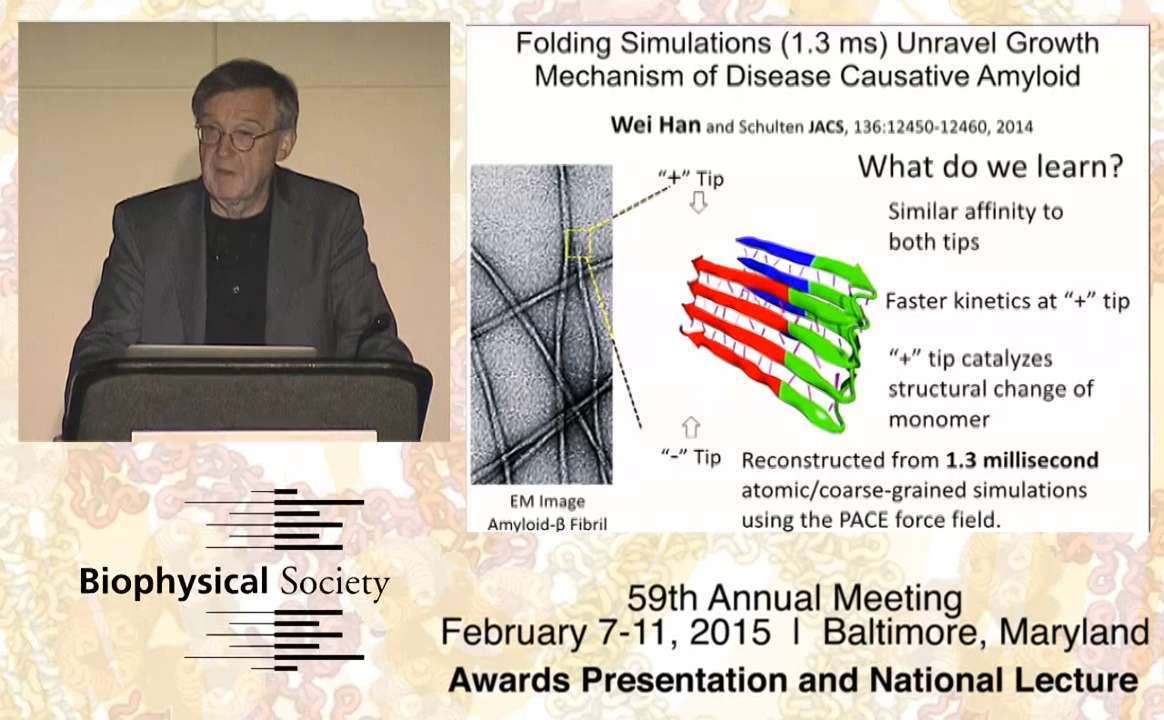 Folding Simulations (1.3 ms) Unravel Growth
Mechanism of Disease Causative Amyloid
Wei Han and Schulten JACS, 136:12450-12460, 2014
What do we learn?
"+" Tip
Similar affinity to
both tips
Faster kinetics at "+" tip
"+" tip catalyzes
structural change of
monomer
"-" Tip
Reconstructed from 1.3 millisecond
atomic/coarse-grained simulations
using the PACE force field.
EM Image
Amyloid-β Fibril
Biophysical Society
59th Annual Meeting
February 7-11, 2015 | Baltimore, Maryland
Awards Presentation and National Lecture